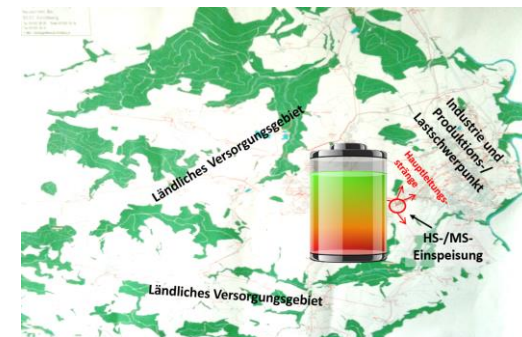 Ländliches Versorgungsgebiet
Industrie und
Produktions-/
Lastschwerpunkt
Hauptleitungs-
stränge
HS-/MS-
Einspeisung
Ländliches Versorgungsgebiet